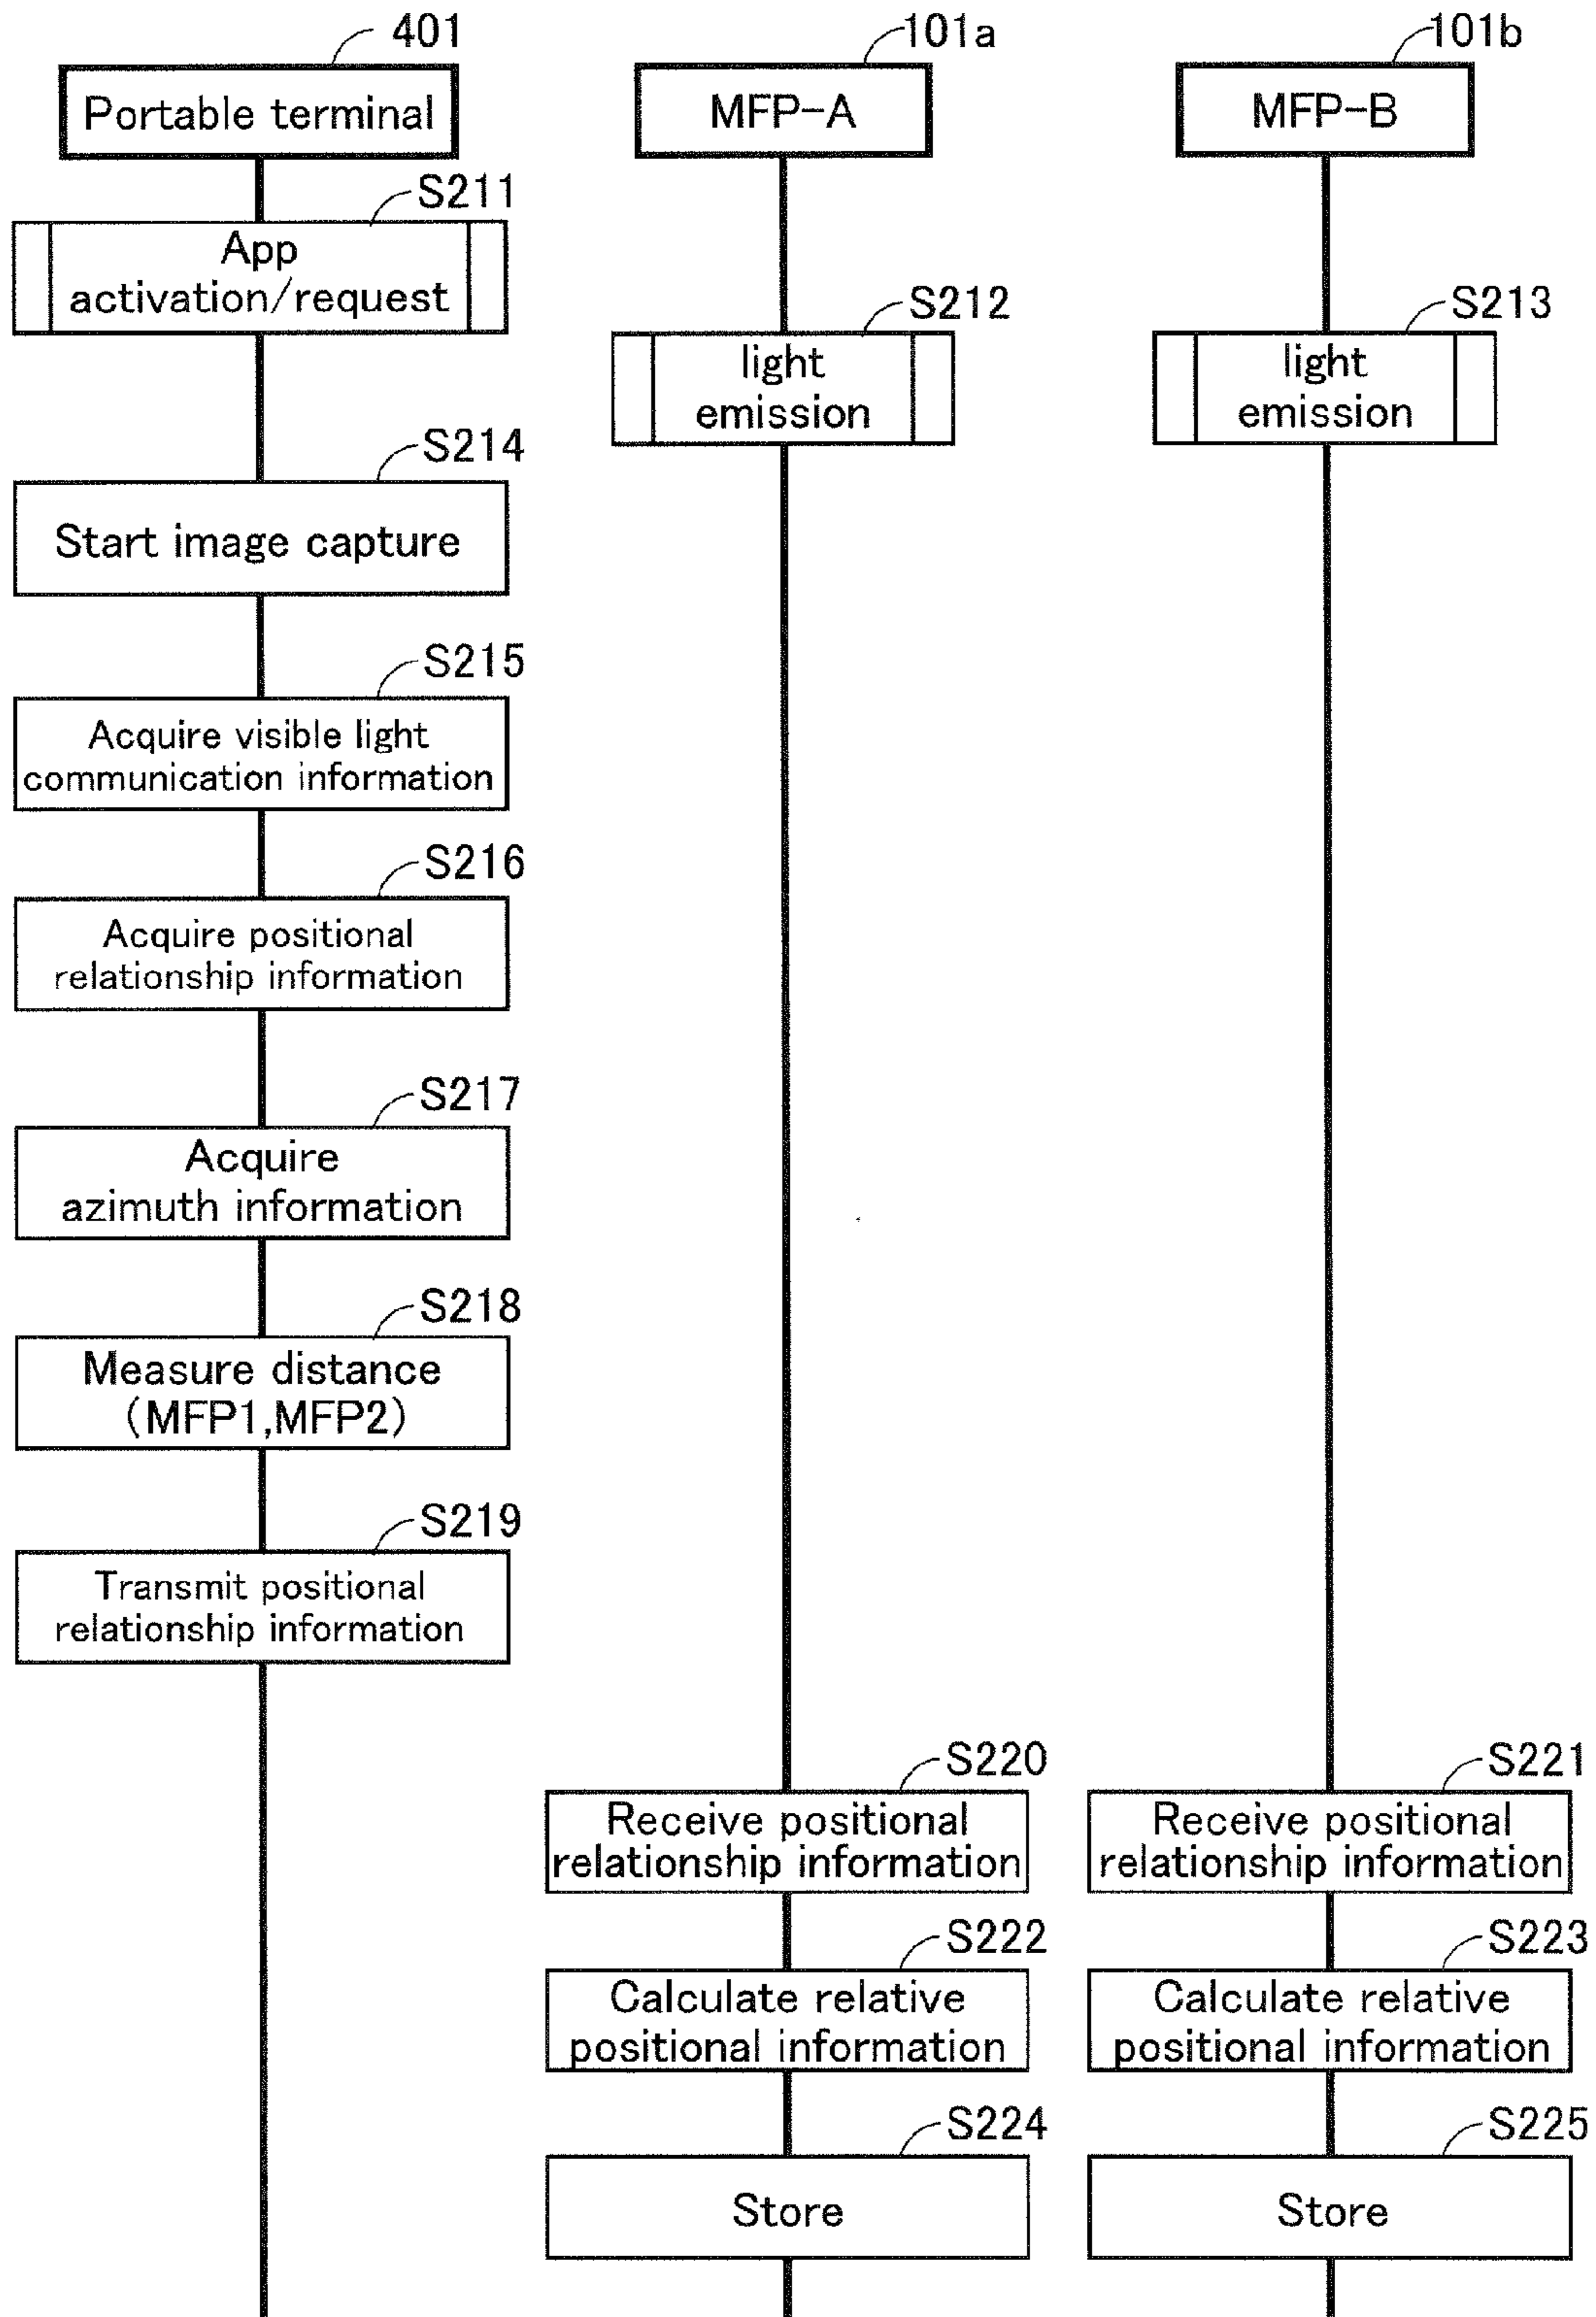 401
101a
101b
Portable terminal
MFP-A
MFP-B
S211
App
activation/request
S212
light
emission
S213
light
emission
S214
Start image capture
S215
Acquire visible light
communication information
S216
Acquire positional
relationship information
S217
Acquire
azimuth information
S218
Measure distance
(MFP1,MFP2)
S219
Transmit positional
relationship information
S220
Receive positional
relationship information
S221
Receive positional
relationship information
S222
Calculate relative
positional information
S223
Calculate relative
positional information
S224
Store
S225
Store